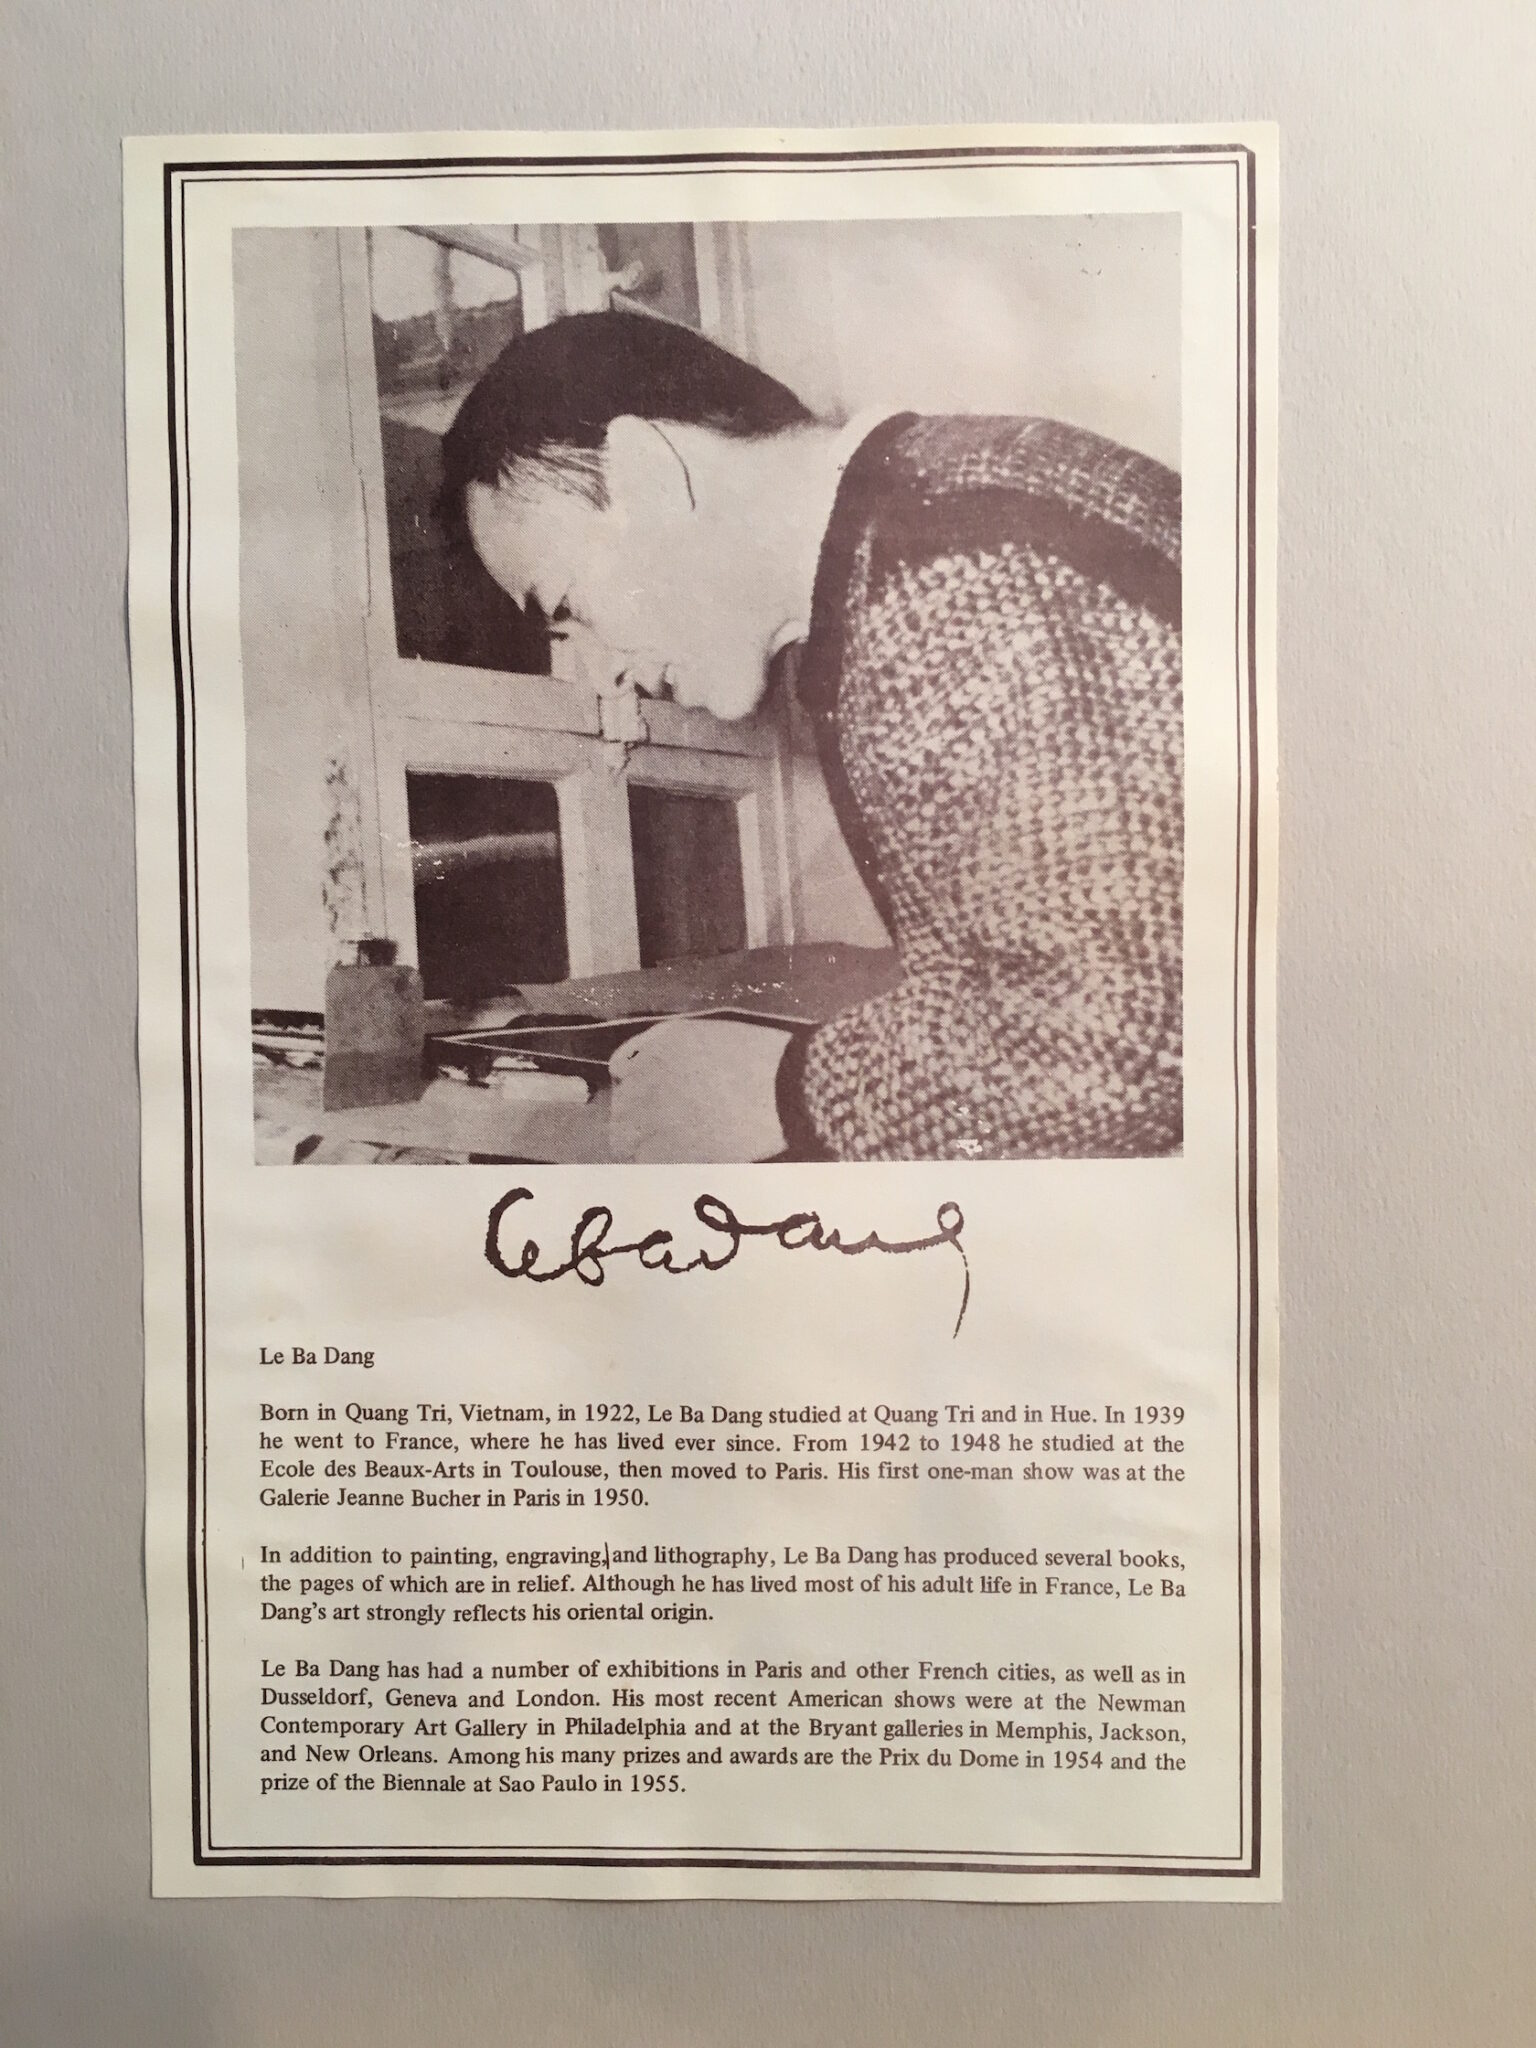 Lebadang
Le Ba Dang
Born in Quang Tri, Vietnam, in 1922, Le Ba Dang studied at Quang Tri and in Hue. In 1939
he went to France, where he has lived ever since. From 1942 to 1948 he studied at the
Ecole des Beaux-Arts in Toulouse, then moved to Paris. His first one-man show was at the
Galerie Jeanne Bucher in Paris in 1950.
In addition to painting, engraving, and lithography, Le Ba Dang has produced several books,
the pages of which are in relief. Although he has lived most of his adult life in France, Le Ba
Dang's art strongly reflects his oriental origin.
Le Ba Dang has had a number of exhibitions in Paris and other French cities, as well as in
Dusseldorf, Geneva and London. His most recent American shows were at the Newman
Contemporary Art Gallery in Philadelphia and at the Bryant galleries in Memphis, Jackson,
and New Orleans. Among his many prizes and awards are the Prix du Dome in 1954 and the
prize of the Biennale at Sao Paulo in 1955.